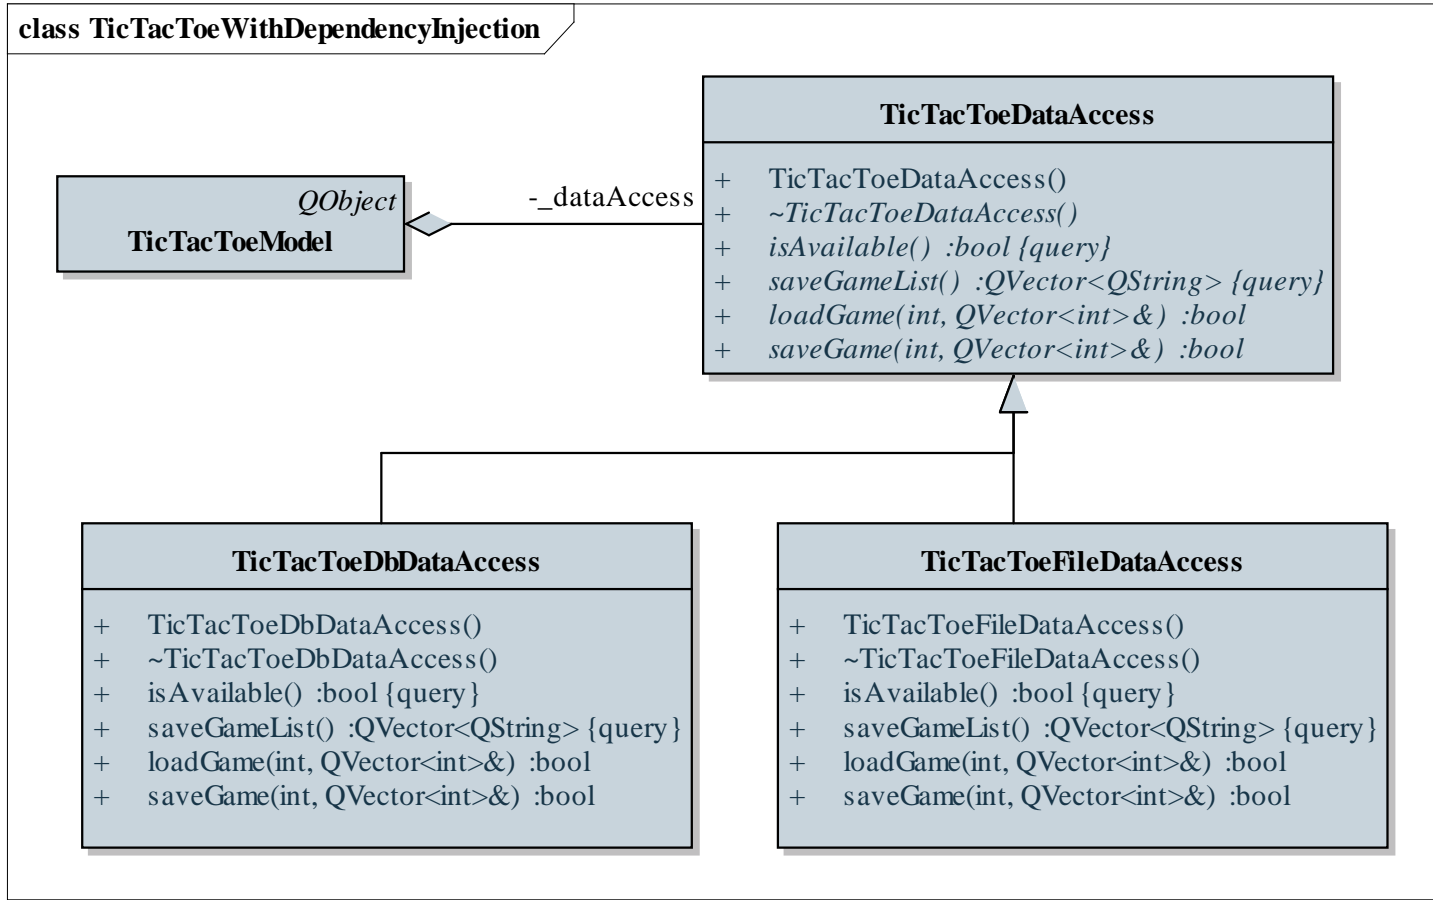 class TicTacToeWithDependencyInjection
TicTacToeDataAccess
+ TicTacToeDataAccess()
+ ~TicTacToeDataAccess()
+ isAvailable() :bool {query}
+ saveGameList() :QVector<QString> {query}
+ loadGame(int, QVector<int>&) :bool
+ saveGame(int, QVector<int>&) :bool
QObject
TicTacToeModel
-_dataAccess
TicTacToeDbDataAccess
+ TicTacToeDbDataAccess()
+ ~TicTacToeDbDataAccess()
+ isAvailable() :bool {query}
+ saveGameList() :QVector<QString> {query}
+ loadGame(int, QVector<int>&) :bool
+ saveGame(int, QVector<int>&) :bool
TicTacToeFileDataAccess
+ TicTacToeFileDataAccess()
+ ~TicTacToeFileDataAccess()
+ isAvailable() :bool {query}
+ saveGameList() :QVector<QString> {query}
+ loadGame(int, QVector<int>&) :bool
+ saveGame(int, QVector<int>&) :bool